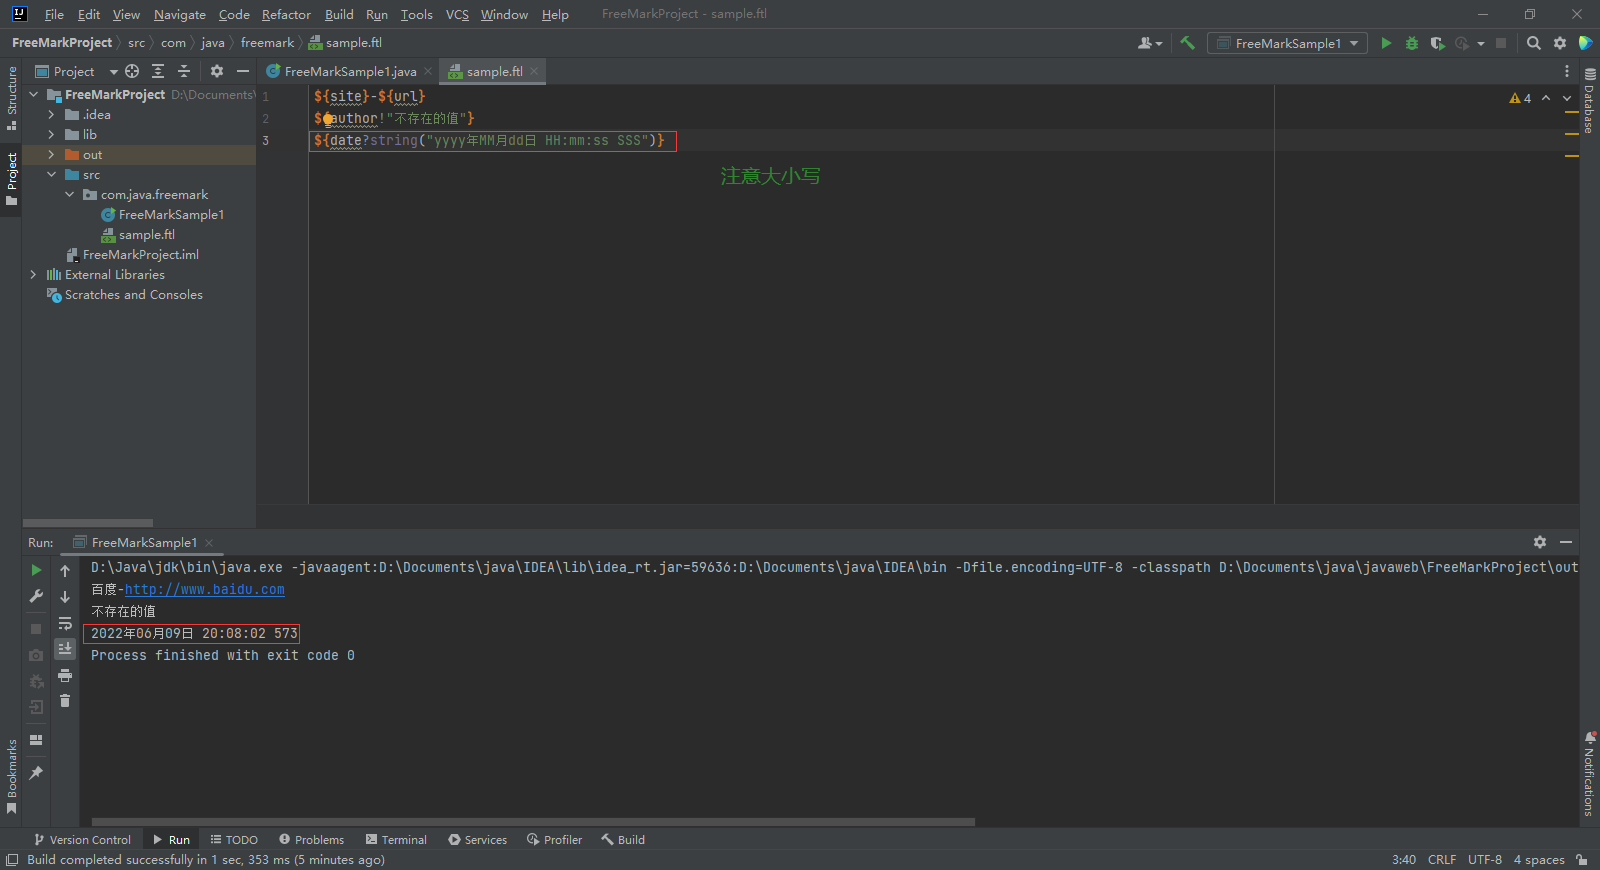 File Edit View Navigate Code Refactor Build Run Tools VCS Window Help FreeMarkProject - sample.ftl
FreeMarkProject src com java freemark sample.ftl FreeMarkSample1
Structure
Project
Bookmarks
Project
FreeMarkProject D:\Documents\
.idea
lib
out
src
com.java.freemark
FreeMarkSample1
sample.ftl
FreeMarkProject.iml
External Libraries
Scratches and Consoles
FreeMarkSample1.java sample.ftl
1 ${site}-${url}
2 $author!"不存在的值"}
3 ${date?string("yyyy年MM月dd日 HH:mm:ss SSS")}
4
注意大小写
Database
Notifications
Run: FreeMarkSample1
D:\Java\jdk\bin\java.exe -javaagent:D:\Documents\java\IDEA\lib\idea_rt.jar=59636:D:\Documents\java\IDEA\bin -Dfile.encoding=UTF-8 -classpath D:\Documents\java\javaweb\FreeMarkProject\out
百度-http://www.baidu.com
不存在的值
2022年06月09日 20:08:02 573
Process finished with exit code 0
Version Control Run TODO Problems Terminal Services Profiler Build
Build completed successfully in 1 sec, 353 ms (5 minutes ago) 3:40 CRLF UTF-8 4 spaces